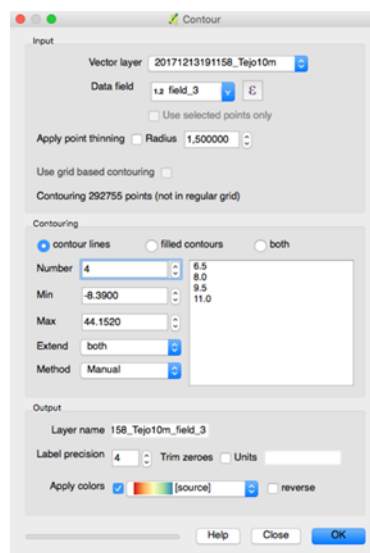 Contour
Input
Vector layer 20171213191158_Tejo10m
Data field 1.2 field_3 ε
Use selected points only
Apply point thinning Radius 1,500000
Use grid based contouring
Contouring 292755 points (not in regular grid)
Contouring
contour lines filled contours both
Number 4
6.5
8.0
9.5
11.0
Min -8.3900
Max 44.1520
Extend both
Method Manual
Output
Layer name 158_Tejo10m_field_3
Label precision 4 Trim zeroes Units
Apply colors [source] reverse
Help Close OK